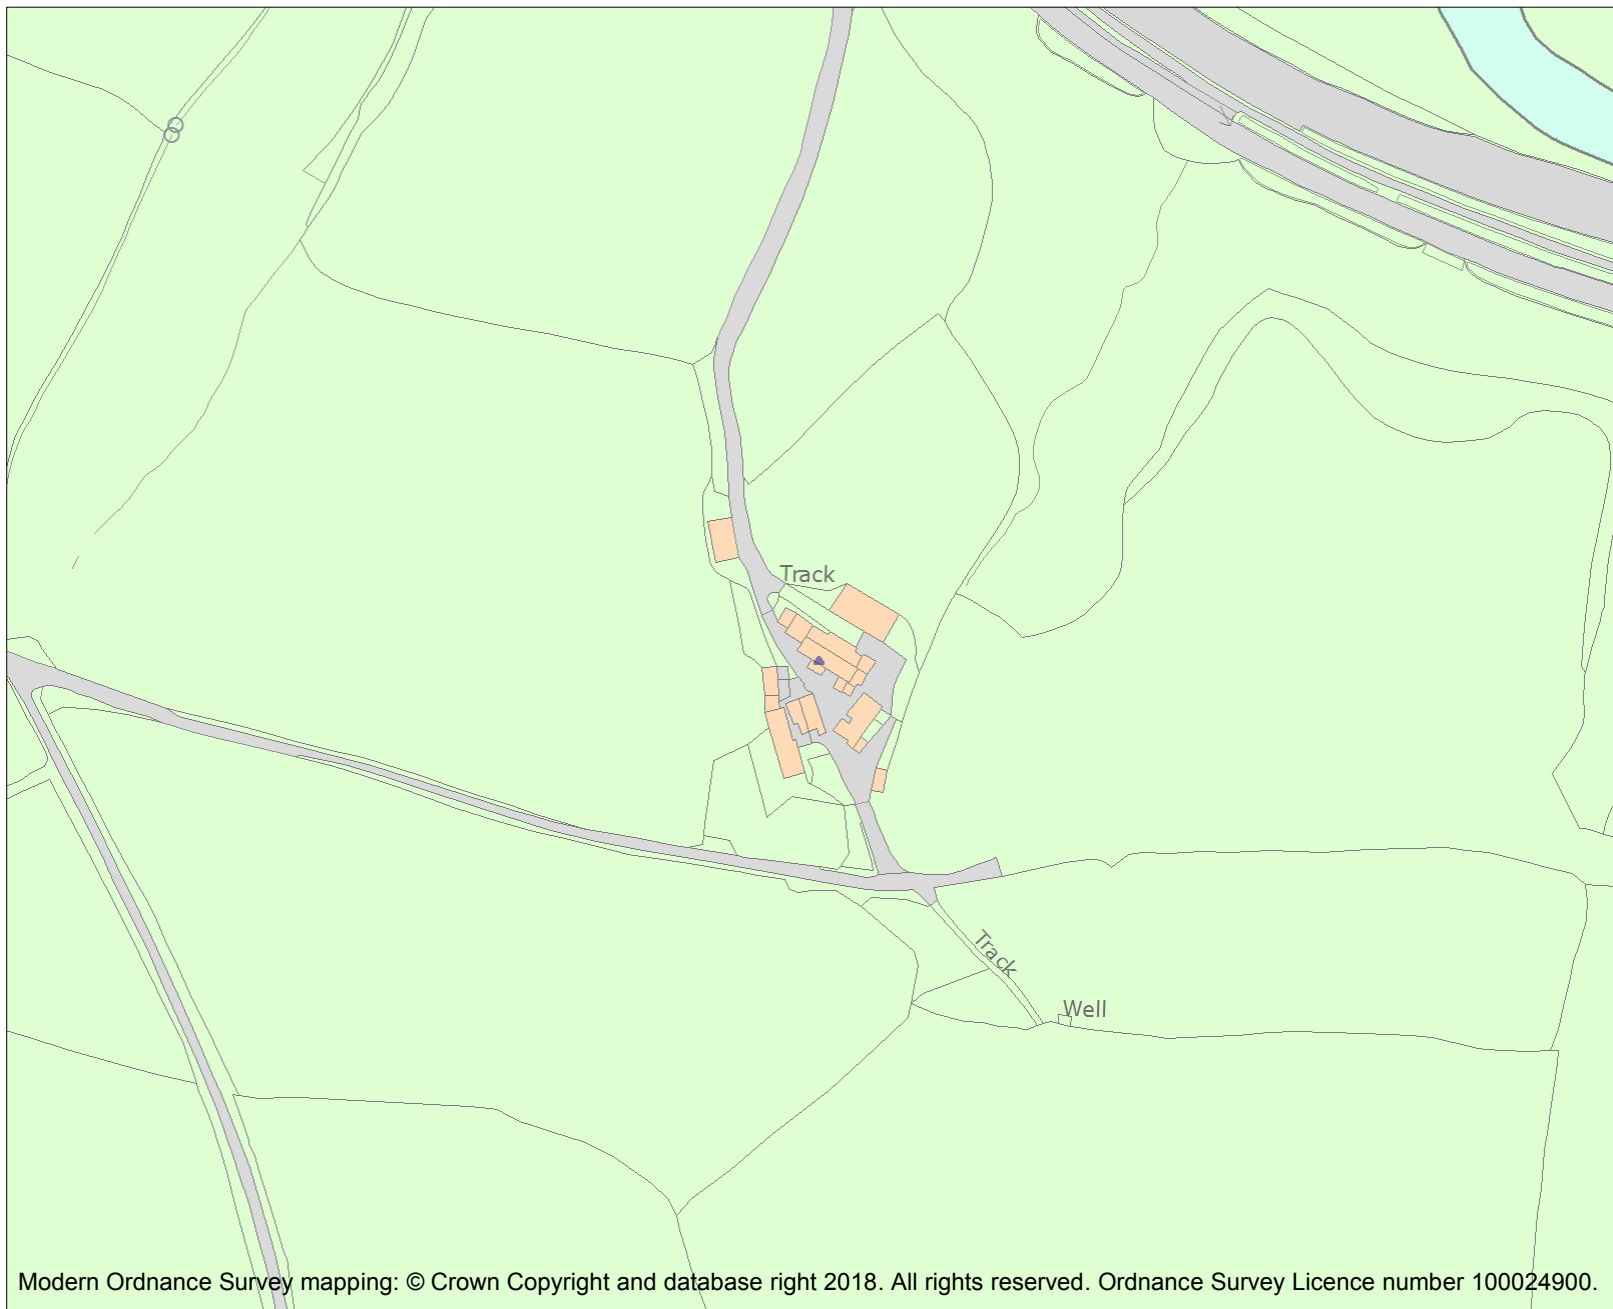 Track
Track
Well
Modern Ordnance Survey mapping: © Crown Copyright and database right 2018. All rights reserved. Ordnance Survey Licence number 100024900.